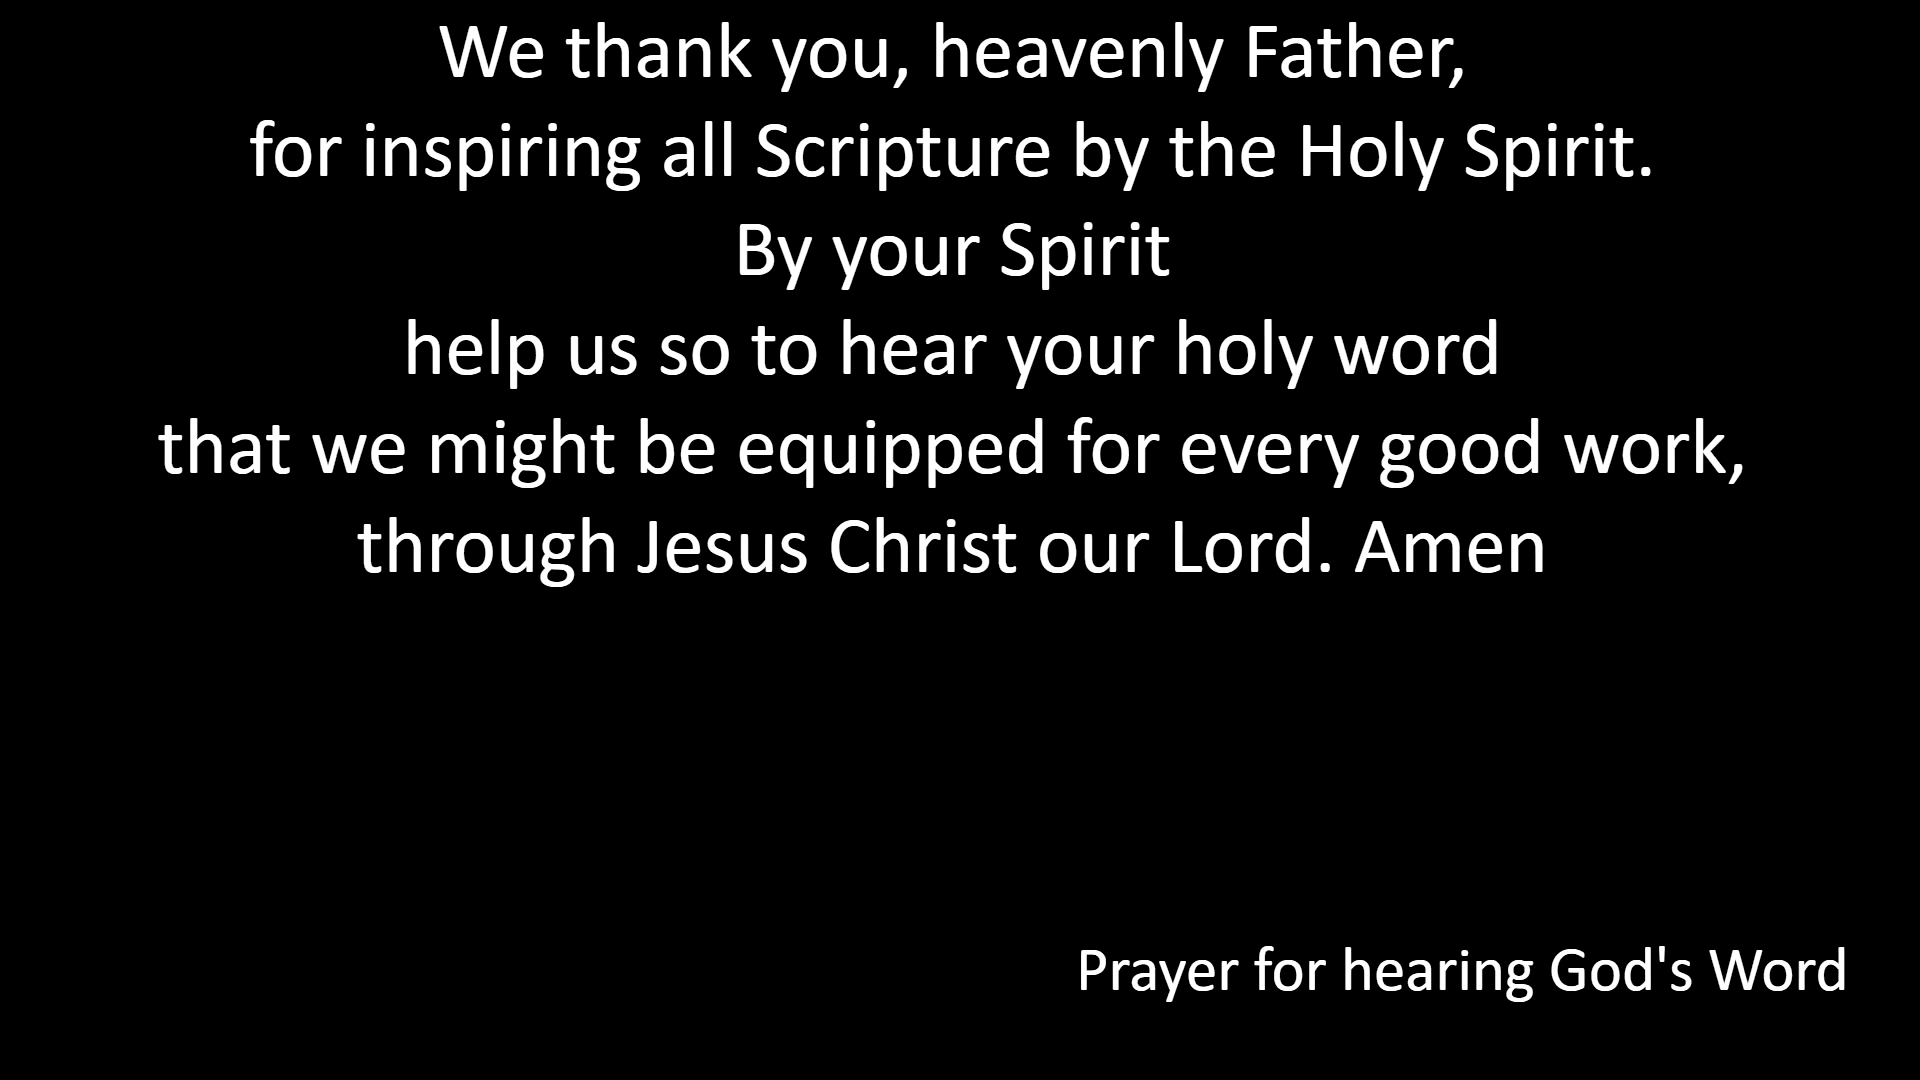 We thank you, heavenly Father,
for inspiring all Scripture by the Holy Spirit.
By your Spirit
help us so to hear your holy word
that we might be equipped for every good work,
through Jesus Christ our Lord. Amen
Prayer for hearing God's Word